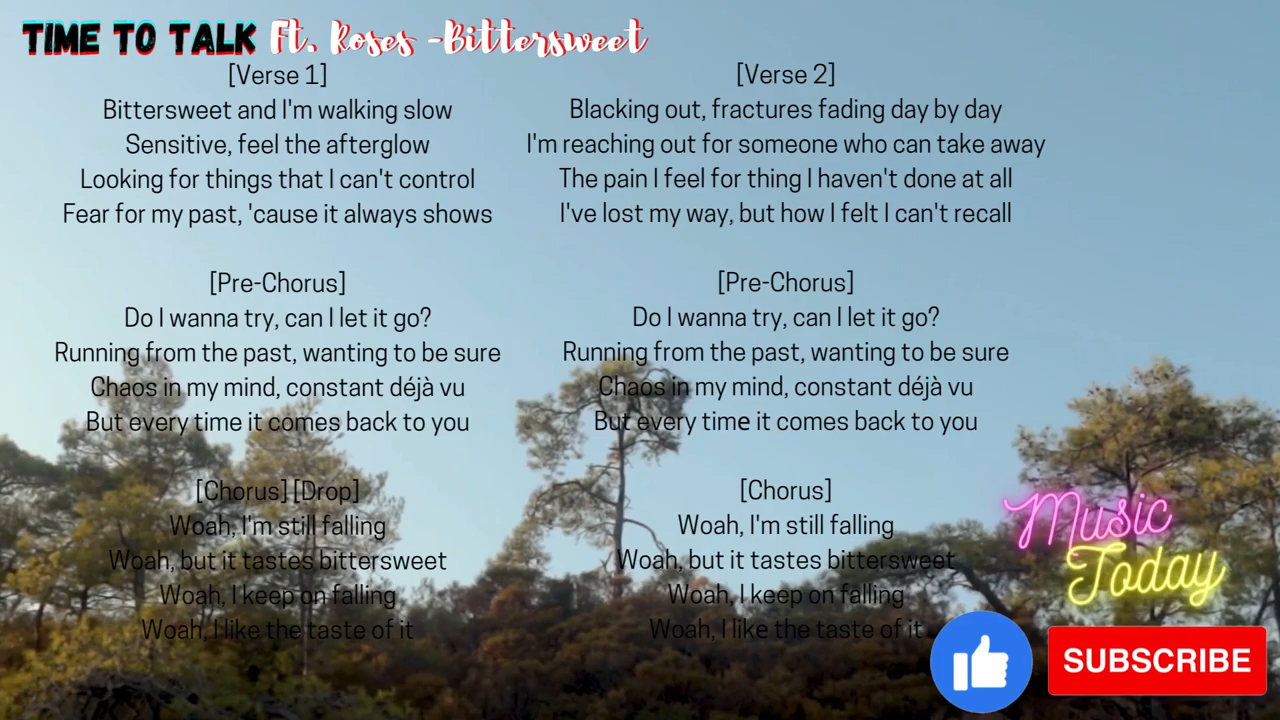 TIME TO TALK Ft. Roses -Bittersweet
[Verse 1]
Bittersweet and I'm walking slow
Sensitive, feel the afterglow
Looking for things that I can't control
Fear for my past, 'cause it always shows
[Pre-Chorus]
Do I wanna try, can I let it go?
Running from the past, wanting to be sure
Chaos in my mind, constant déjà vu
But every time it comes back to you
[Chorus] [Drop]
Woah, I'm still falling
Woah, but it tastes bittersweet
Woah, I keep on falling
Woah, I like the taste of it
[Verse 2]
Blacking out, fractures fading day by day
I'm reaching out for someone who can take away
The pain I feel for thing I haven't done at all
I've lost my way, but how I felt I can't recall
[Pre-Chorus]
Do I wanna try, can I let it go?
Running from the past, wanting to be sure
Chaos in my mind, constant déjà vu
But every time it comes back to you
[Chorus]
Woah, I'm still falling
Woah, but it tastes bittersweet
Woah, I keep on falling
Woah, I like the taste of it
Music
Today
SUBSCRIBE